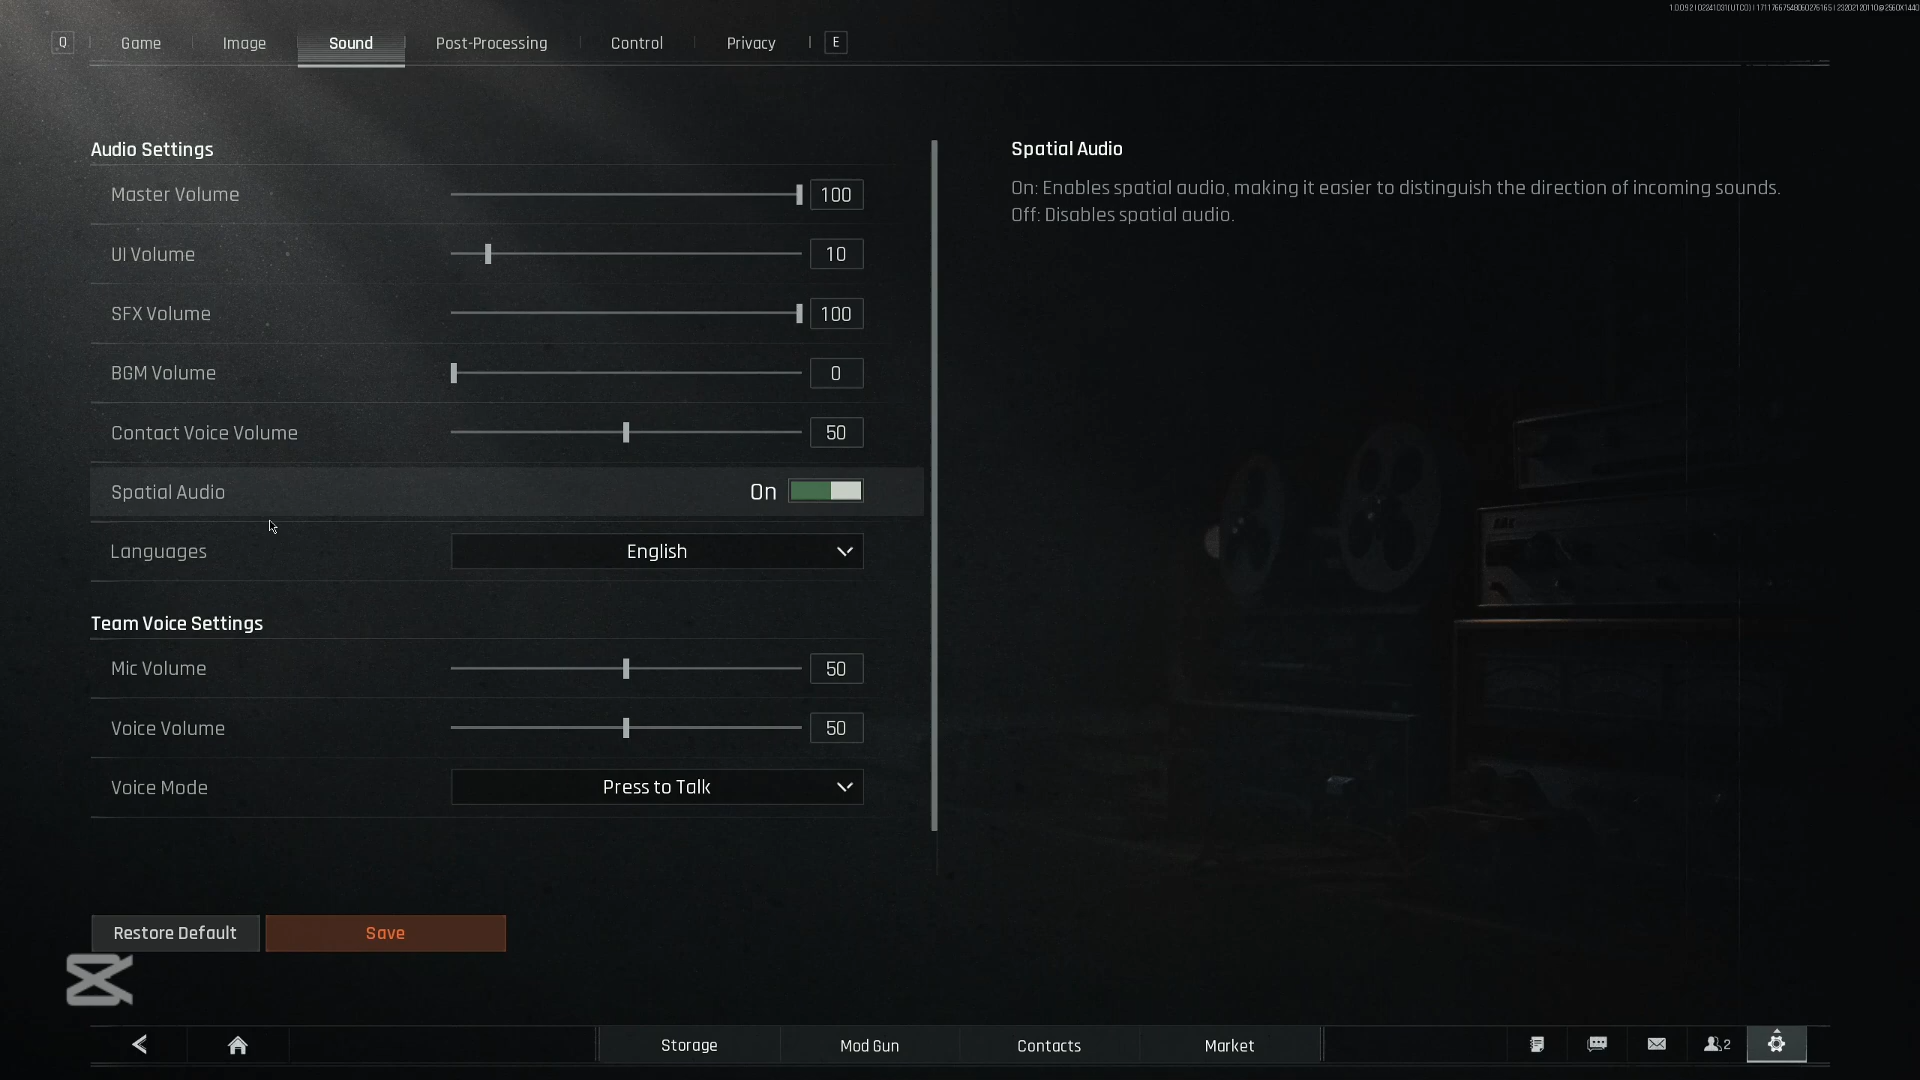 Q
Game
Image
Sound
Post-Processing
Control
Privacy
E
Audio Settings
Master Volume
100
UI Volume
10
SFX Volume
100
BGM Volume
0
Contact Voice Volume
50
Spatial Audio
On
Languages
English
Team Voice Settings
Mic Volume
50
Voice Volume
50
Voice Mode
Press to Talk
Spatial Audio
On: Enables spatial audio, making it easier to distinguish the direction of incoming sounds.
Off: Disables spatial audio.
Restore Default
Save
Storage
Mod Gun
Contacts
Market
2